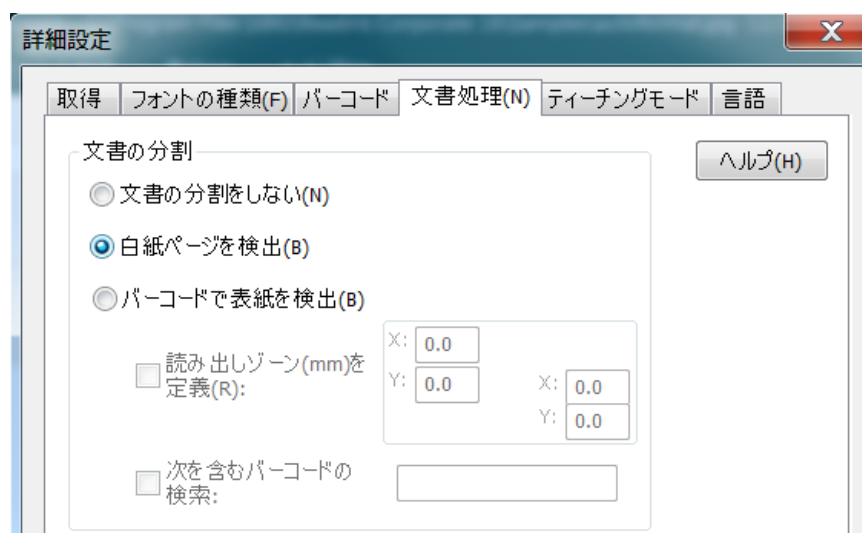 詳細設定
取得 フォントの種類(F) バーコード 文書処理(N) ティーチングモード 言語
文書の分割
ヘルプ(H)
文書の分割をしない(N)
白紙ページを検出(B)
バーコードで表紙を検出(B)
読み出しゾーン(mm)を
定義(R):
X: 0.0
Y: 0.0
X: 0.0
Y: 0.0
次を含むバーコードの
検索: